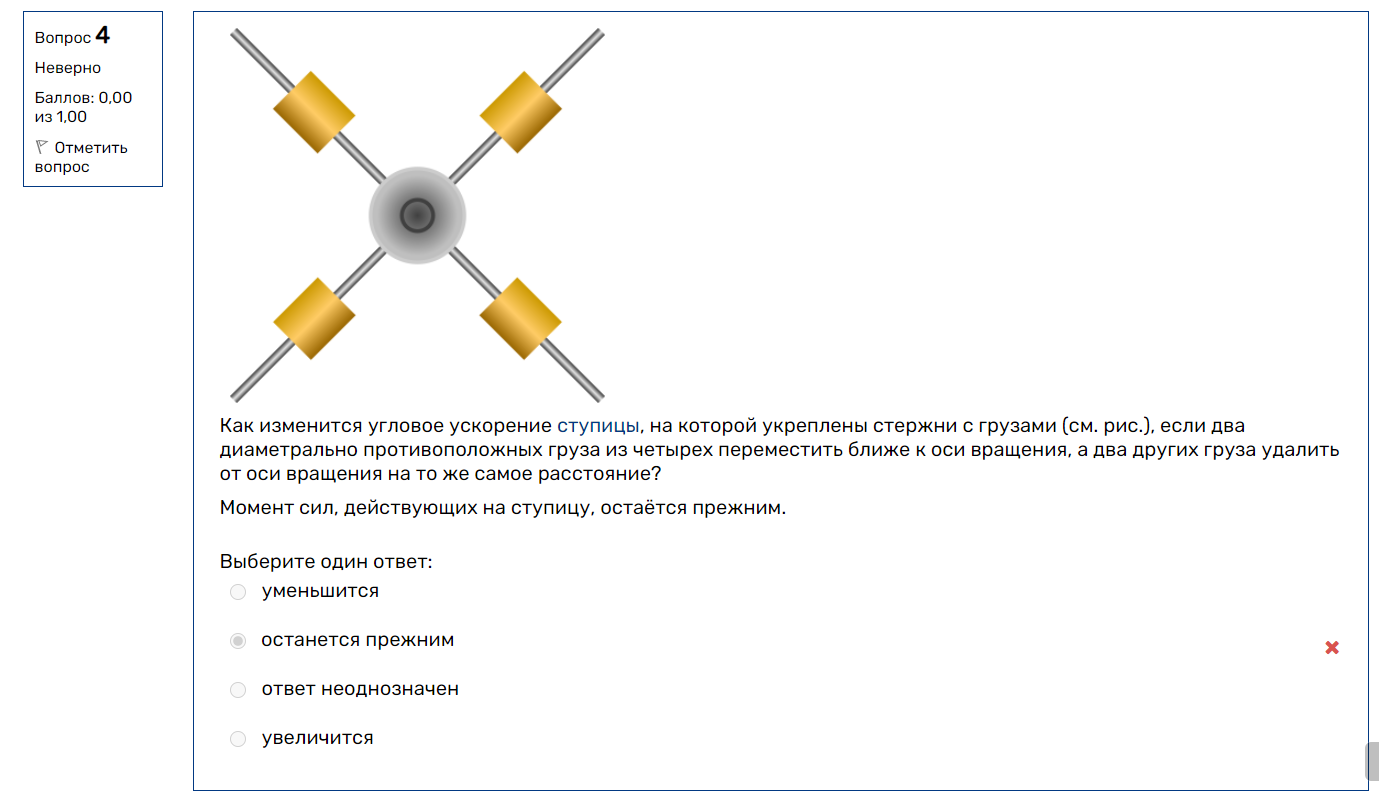 Вопрос 4
Неверно
Баллов: 0,00
из 1,00
Отметить
вопрос
Как изменится угловое ускорение ступицы, на которой укреплены стержни с грузами (см. рис.), если два
диаметрально противоположных груза из четырех переместить ближе к оси вращения, а два других груза удалить
от оси вращения на то же самое расстояние?
Момент сил, действующих на ступицу, остаётся прежним.
Выберите один ответ:
уменьшится
останется прежним
ответ неоднозначен
увеличится